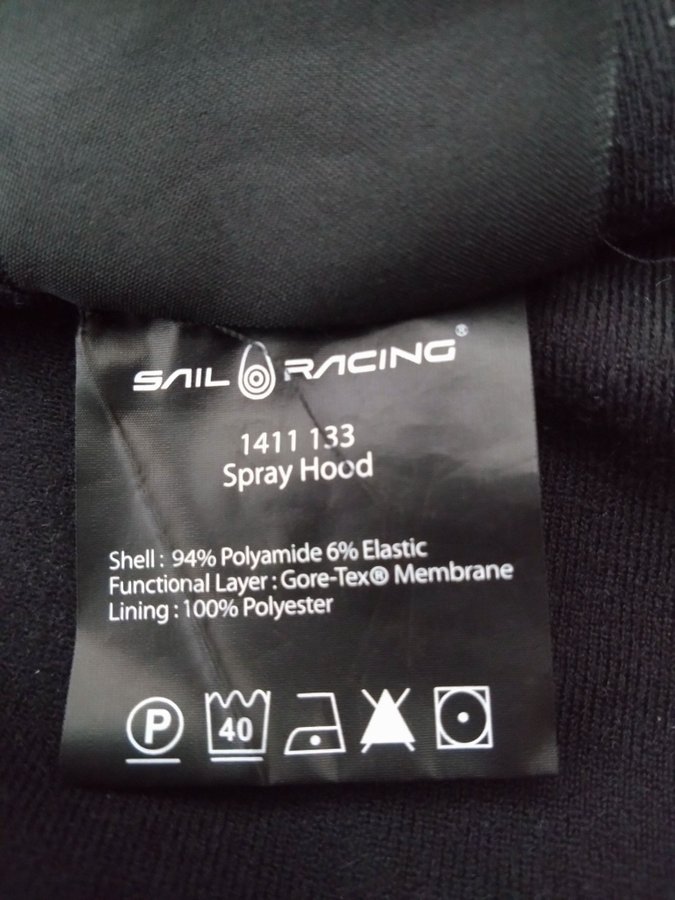 SAIL RACING®
1411 133
Spray Hood
Shell : 94% Polyamide 6% Elastic
Functional Layer : Gore-Tex® Membrane
Lining : 100% Polyester
P 40